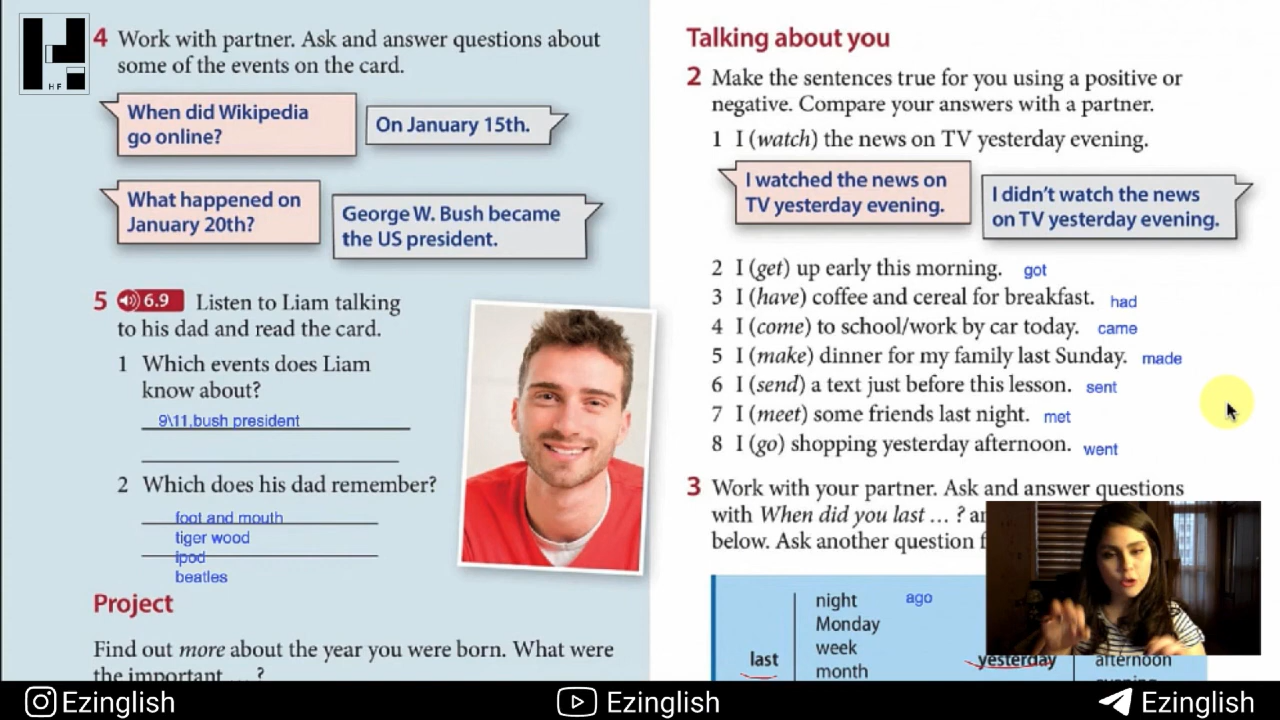 HF
4 Work with partner. Ask and answer questions about
some of the events on the card.
When did Wikipedia
go online?
On January 15th.
What happened on
January 20th?
George W. Bush became
the US president.
5 6.9 Listen to Liam talking
to his dad and read the card.
1 Which events does Liam
know about?
9\11,bush president
2 Which does his dad remember?
foot and mouth
tiger wood
ipod
beatles
Project
Find out more about the year you were born. What were
the important … ?
Talking about you
2 Make the sentences true for you using a positive or
negative. Compare your answers with a partner.
1 I (watch) the news on TV yesterday evening.
I watched the news on
TV yesterday evening.
I didn't watch the news
on TV yesterday evening.
2 I (get) up early this morning. got
3 I (have) coffee and cereal for breakfast. had
4 I (come) to school/work by car today. came
5 I (make) dinner for my family last Sunday. made
6 I (send) a text just before this lesson. sent
7 I (meet) some friends last night. met
8 I (go) shopping yesterday afternoon. went
3 Work with your partner. Ask and answer questions
with When did you last … ?
below. Ask another question
night ago
Monday
week
last
month
yesterday
afternoon
Ezinglish
Ezinglish
Ezinglish